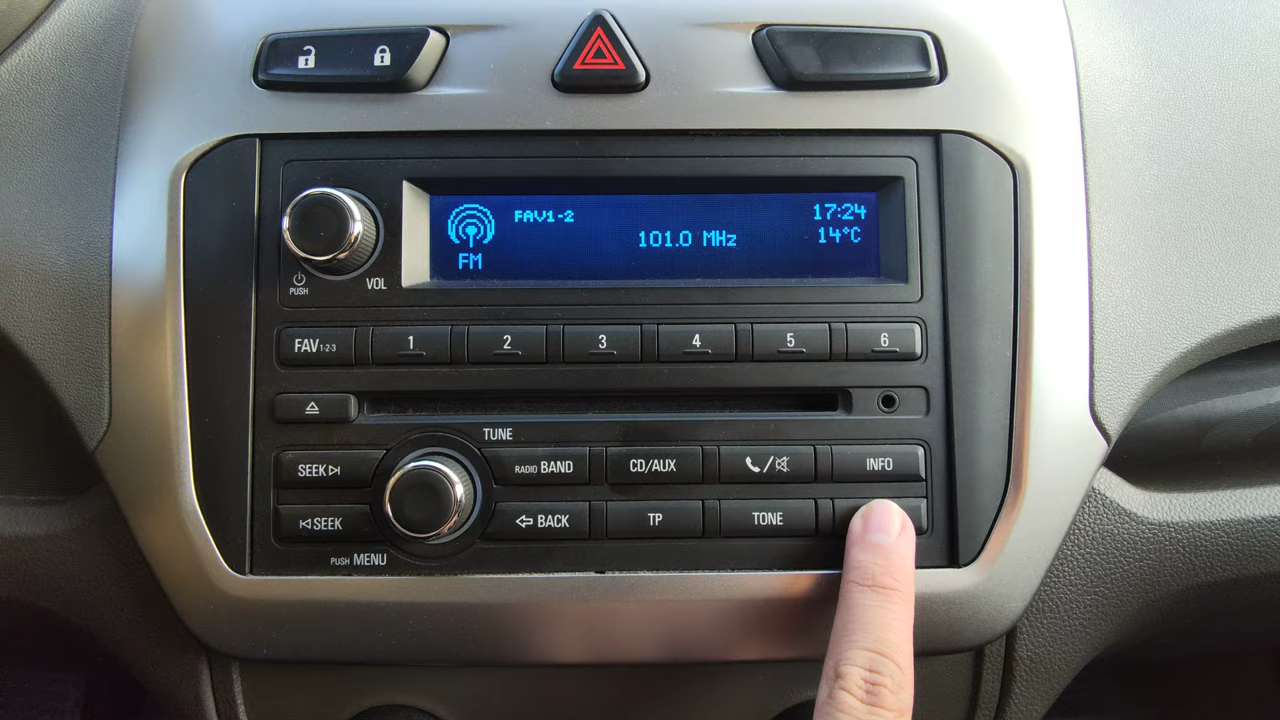 FAV1-2
17:24
101.0 MHz
14°C
FM
PUSH
VOL
FAV1-2-3
1
2
3
4
5
6
TUNE
SEEK
RADIO BAND
CD/AUX
/
INFO
SEEK
BACK
TP
TONE
PUSH MENU